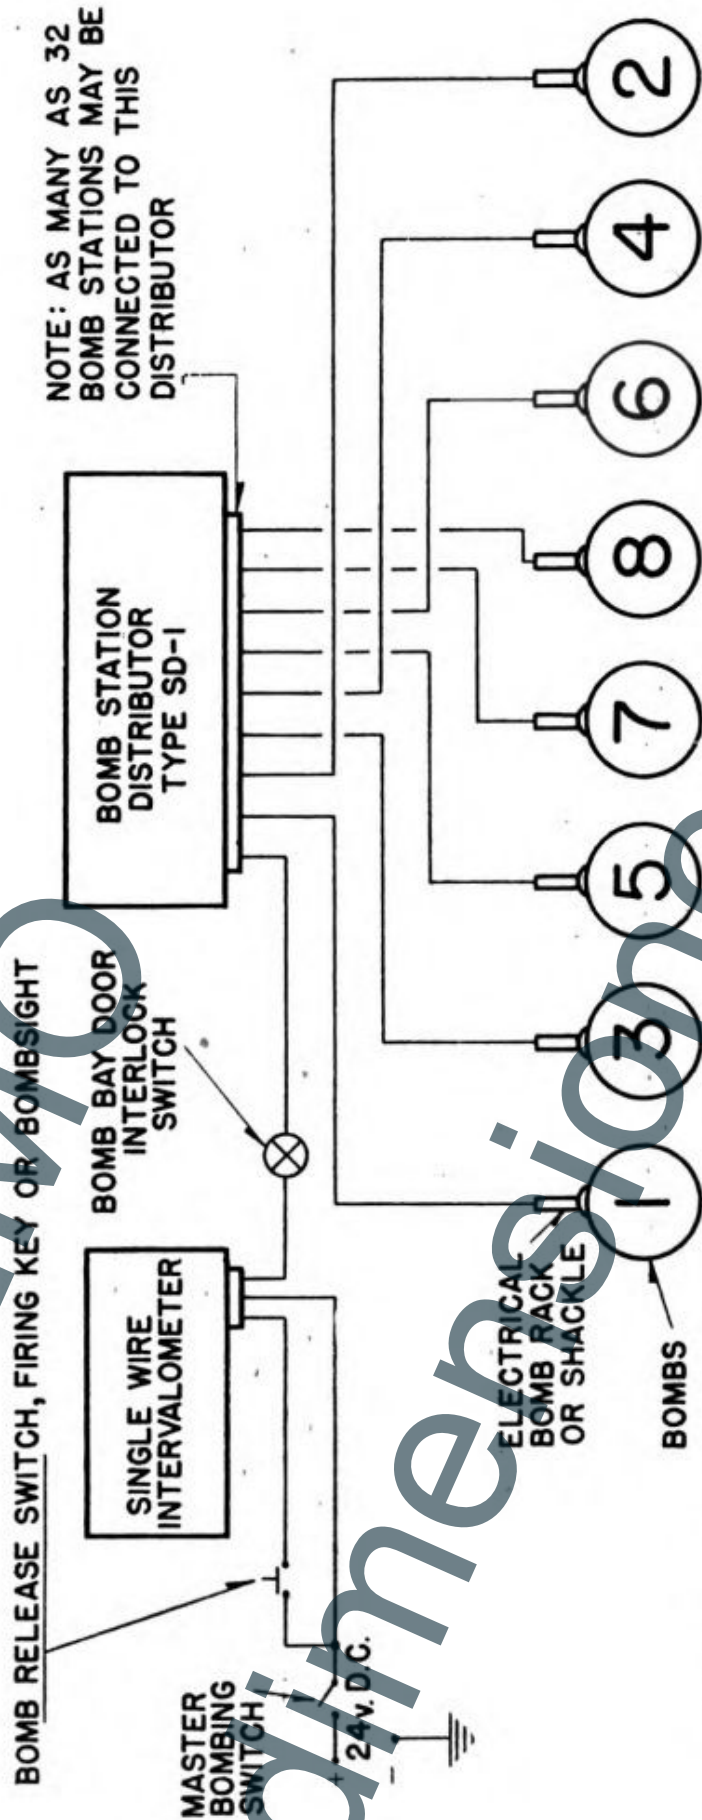 NOTE: AS MANY AS 32
BOMB STATIONS MAY BE
CONNECTED TO THIS
DISTRIBUTOR
BOMB STATION
DISTRIBUTOR
TYPE SD-1
BOMB RELEASE SWITCH, FIRING KEY OR BOMBSIGHT
BOMB BAY DOOR
INTERLOCK
SWITCH
SINGLE WIRE
INTERVALOMETER
MASTER
BOMBING
SWITCH
+
24v. D.C.
-
ELECTRICAL
BOMB RACK
OR SHACKLE
BOMBS
1
3
5
7
8
6
4
2